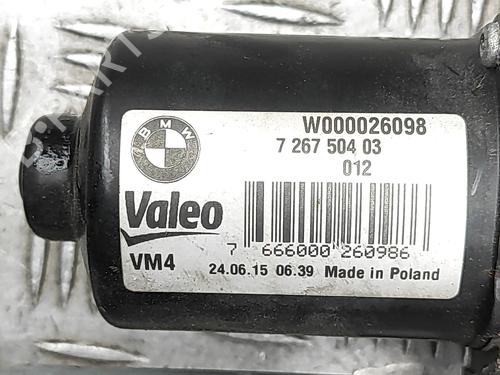 BMW
W000026098
7 267 504 03
012
Valeo
7 666000 260986
VM4
24.06.15 06.39 Made in Poland